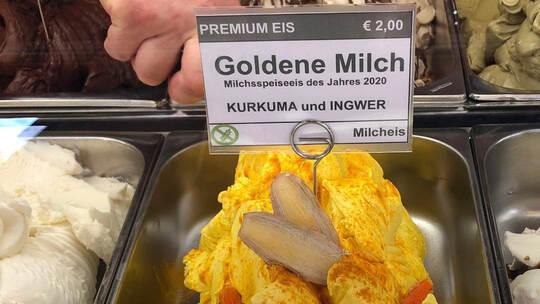 PREMIUM EIS € 2,00
Goldene Milch
Milchsspeiseeis des Jahres 2020
KURKUMA und INGWER
Milcheis